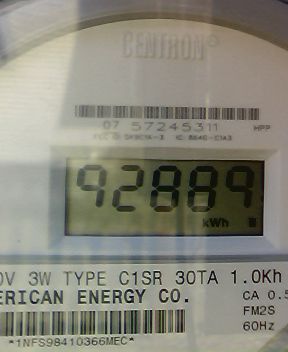 CENTRON®
07 57245311 HPP
92889
kWh
0V 3W TYPE C1SR 30TA 1.0Kh
ERICAN ENERGY CO.
CA 0.5
FM2S
60Hz
*1NFS98410366MEC*